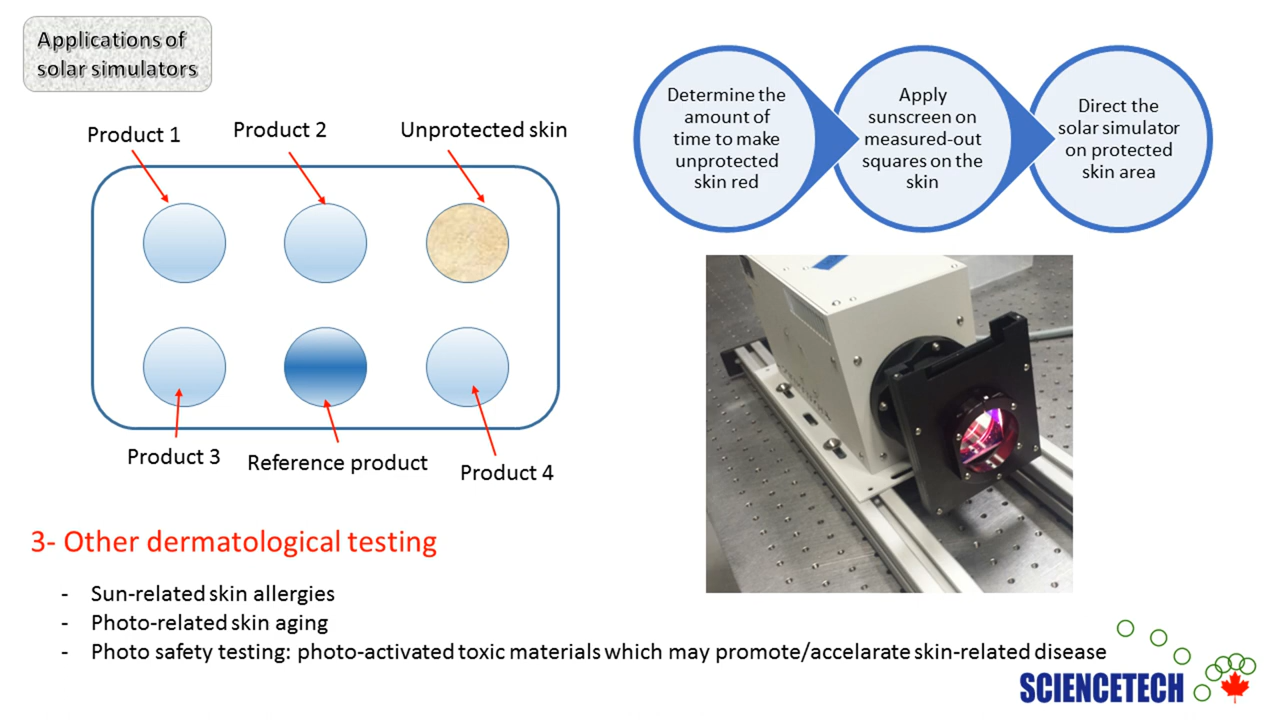 Applications of
solar simulators
Product 1
Product 2
Unprotected skin
Product 3
Reference product
Product 4
Determine the
amount of
time to make
unprotected
skin red
Apply
sunscreen on
measured-out
squares on the
skin
Direct the
solar simulator
on protected
skin area
3- Other dermatological testing
- Sun-related skin allergies
- Photo-related skin aging
- Photo safety testing: photo-activated toxic materials which may promote/accelarate skin-related disease
SCIENCETECH